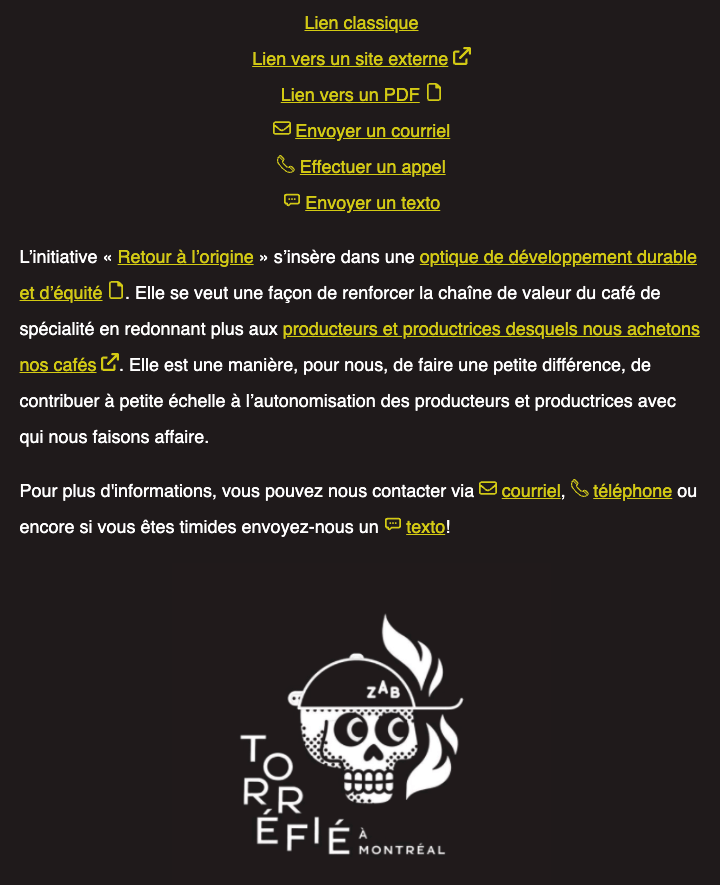 Lien classique
Lien vers un site externe
Lien vers un PDF
Envoyer un courriel
Effectuer un appel
Envoyer un texto
L’initiative « Retour à l’origine » s’insère dans une optique de développement durable
et d’équité. Elle se veut une façon de renforcer la chaîne de valeur du café de
spécialité en redonnant plus aux producteurs et productrices desquels nous achetons
nos cafés. Elle est une manière, pour nous, de faire une petite différence, de
contribuer à petite échelle à l’autonomisation des producteurs et productrices avec
qui nous faisons affaire.
Pour plus d'informations, vous pouvez nous contacter via courriel, téléphone ou
encore si vous êtes timides envoyez-nous un texto!
ZAB
TORRÉFIÉ
À
MONTRÉAL